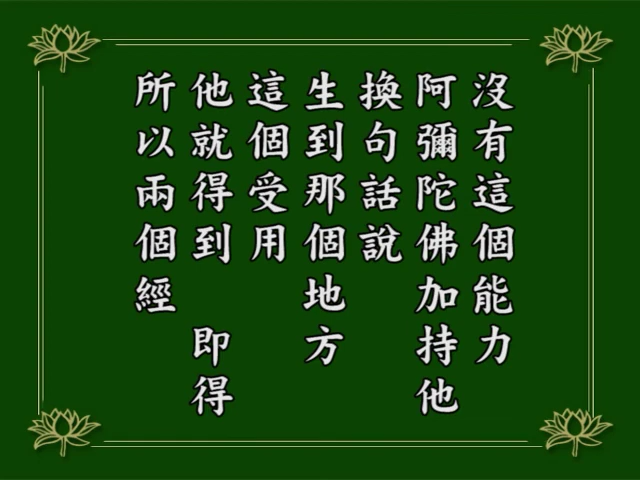 沒有這個能力
阿彌陀佛加持他
換句話說
生到那個地方
這個受用
他就得到　即得
所以兩個經